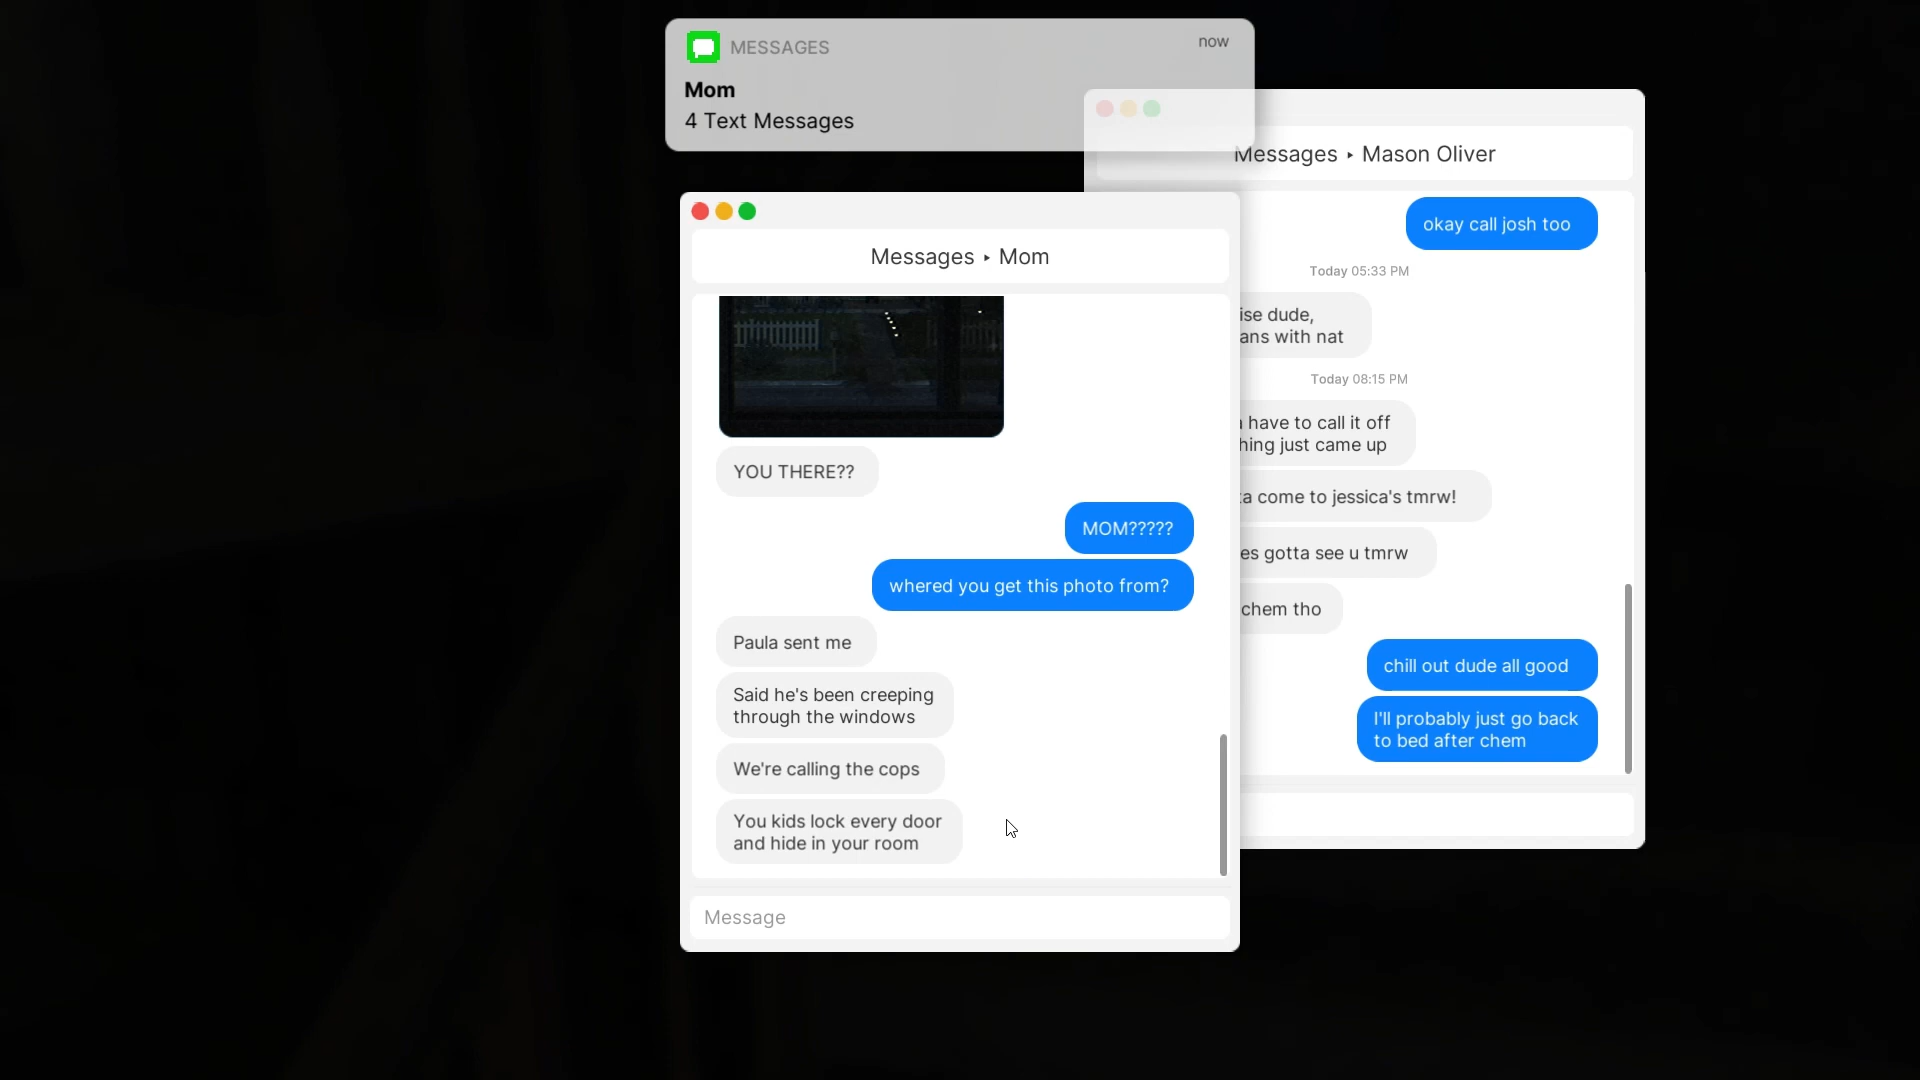 MESSAGES
now
Mom
4 Text Messages
Messages ▸ Mason Oliver
okay call josh too
Today 05:33 PM
ise dude,
ans with nat
Today 08:15 PM
have to call it off
hing just came up
a come to jessica's tmrw!
es gotta see u tmrw
chem tho
chill out dude all good
I'll probably just go back
to bed after chem
Messages ▸ Mom
YOU THERE??
MOM?????
whered you get this photo from?
Paula sent me
Said he's been creeping
through the windows
We're calling the cops
You kids lock every door
and hide in your room
Message